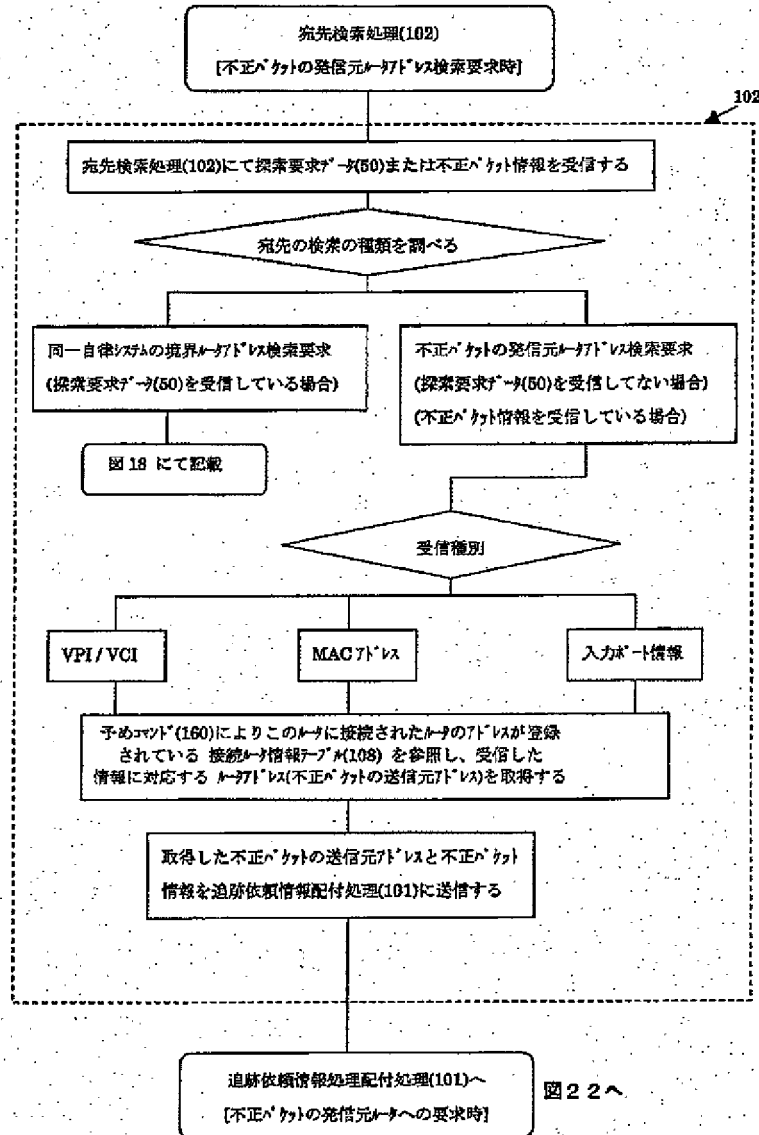 宛先検索処理(102)
[不正パケットの発信元ルータアドレス検索要求時]
102
宛先検索処理(102)にて探索要求データ(50)または不正パケット情報を受信する
宛先の検索の種類を調べる
同一自律システムの境界ルータアドレス検索要求
(探索要求データ(50)を受信している場合)
不正パケットの発信元ルータアドレス検索要求
(探索要求データ(50)を受信してない場合)
(不正パケット情報を受信している場合)
図 18 にて記載
受信種別
VPI / VCI
MAC アドレス
入力ポート情報
予めコマンド(160)によりこのルータに接続されたルータのアドレスが登録
されている 接続ルータ情報テーブル(108) を参照し、受信した
情報に対応する ルータアドレス(不正パケットの送信元アドレス)を取得する
取得した不正パケットの送信元アドレスと不正パケット
情報を追跡依頼情報配付処理(101)に送信する
追跡依頼情報処理配付処理(101)へ
[不正パケットの発信元ルータへの要求時]
図22へ